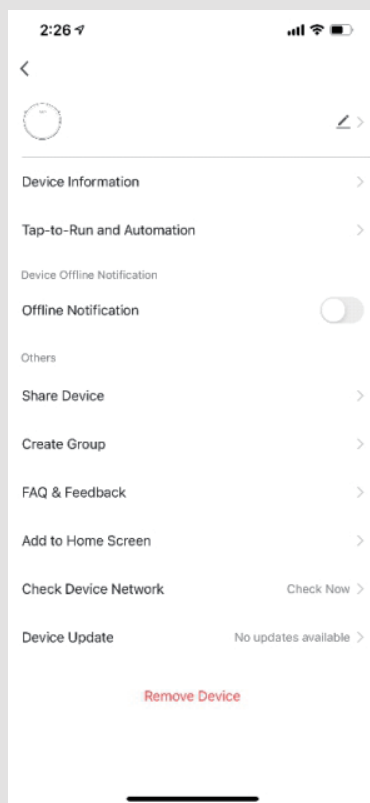 2:26
Device Information
Tap-to-Run and Automation
Device Offline Notification
Offline Notification
Others
Share Device
Create Group
FAQ & Feedback
Add to Home Screen
Check Device Network Check Now
Device Update No updates available
Remove Device